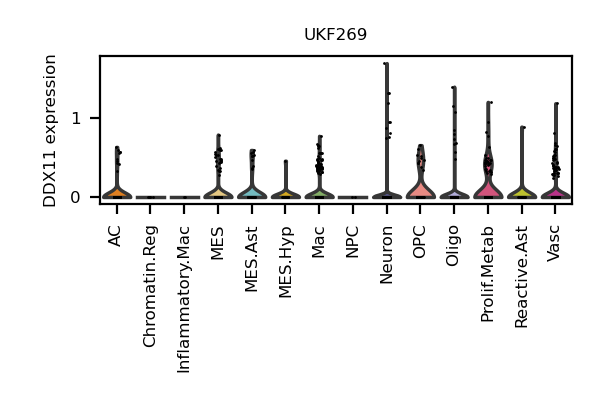 UKF269
DDX11 expression
1
0
AC
Chromatin.Reg
Inflammatory.Mac
MES
MES.Ast
MES.Hyp
Mac
NPC
Neuron
OPC
Oligo
Prolif.Metab
Reactive.Ast
Vasc